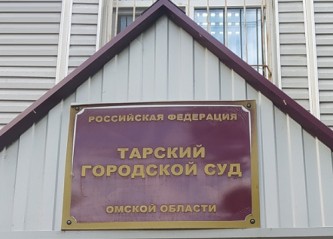 РОССИЙСКАЯ ФЕДЕРАЦИЯ
ТАРСКИЙ
ГОРОДСКОЙ СУД
ОМСКОЙ ОБЛАСТИ